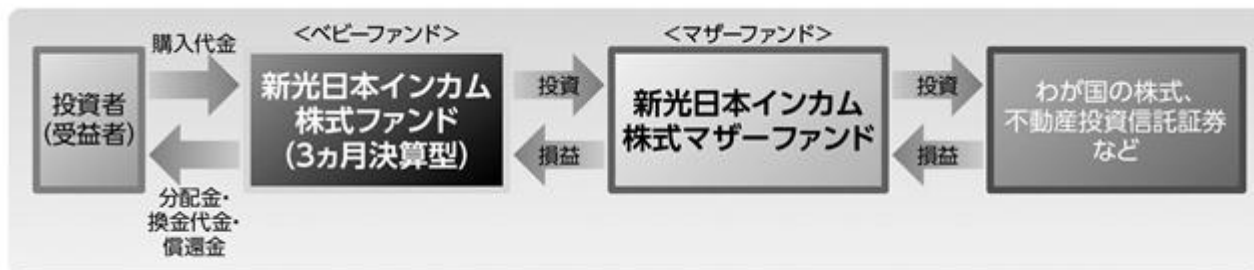 購入代金
投資者
(受益者)
分配金・
換金代金・
償還金
<ベビーファンド>
新光日本インカム
株式ファンド
(3ヵ月決算型)
投資
損益
<マザーファンド>
新光日本インカム
株式マザーファンド
投資
損益
わが国の株式、
不動産投資信託証券
など